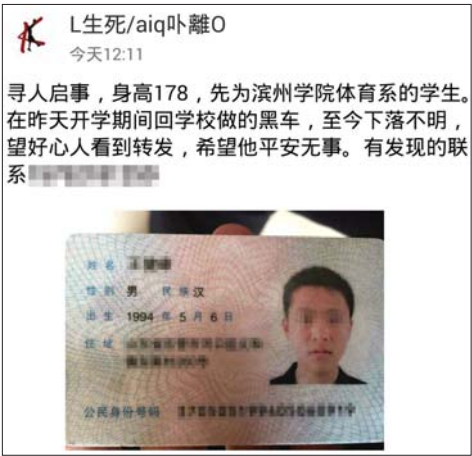 L生死/aiq卟離O
今天12:11
寻人启事，身高178，先为滨州学院体育系的学生。
在昨天开学期间回学校做的黑车，至今下落不明，
望好心人看到转发，希望他平安无事。有发现的联
系
姓名
性别 男 民族 汉
出生 1994 年 5 月 6 日
住址
公民身份号码